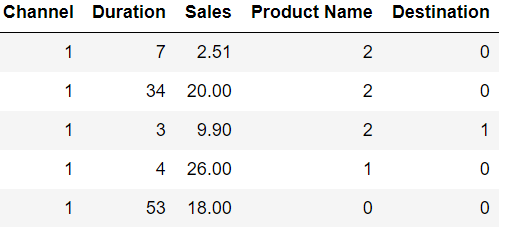 Channel Duration Sales Product Name Destination
1 7 2.51 2 0
1 34 20.00 2 0
1 3 9.90 2 1
1 4 26.00 1 0
1 53 18.00 0 0